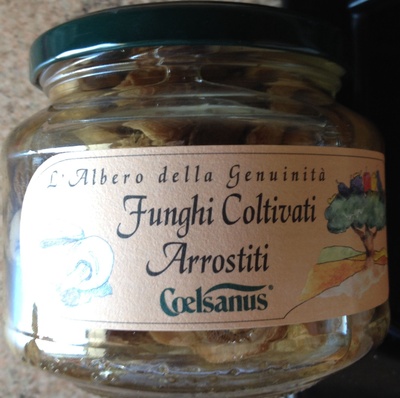 L'Albero della Genuinità
Funghi Coltivati
Arrostiti
Coelsanus®